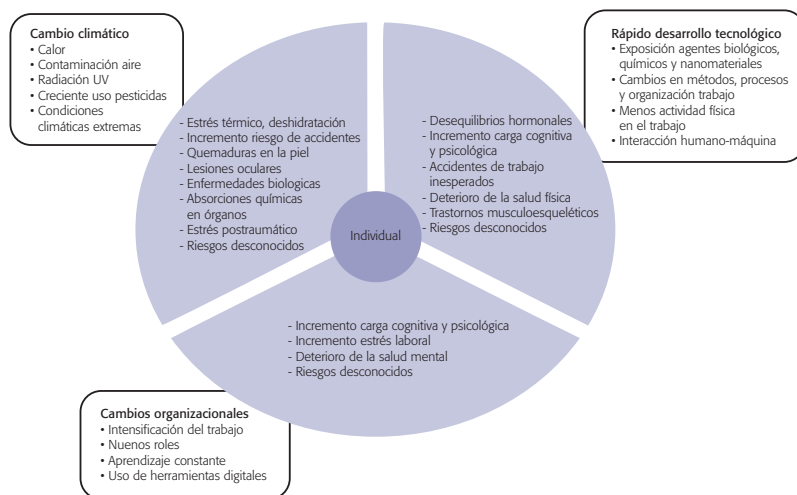 Cambio climático
• Calor
• Contaminación aire
• Radiación UV
• Creciente uso pesticidas
• Condiciones
climáticas extremas
Rápido desarrollo tecnológico
• Exposición agentes biológicos,
químicos y nanomateriales
• Cambios en métodos, procesos
y organización trabajo
• Menos actividad física
en el trabajo
• Interacción humano-máquina
- Estrés térmico, deshidratación
- Incremento riesgo de accidentes
- Quemaduras en la piel
- Lesiones oculares
- Enfermedades biologicas
- Absorciones químicas
en órganos
- Estrés postraumático
- Riesgos desconocidos
- Desequilibrios hormonales
- Incremento carga cognitiva
y psicológica
- Accidentes de trabajo
inesperados
- Deterioro de la salud física
- Trastornos musculoesqueléticos
- Riesgos desconocidos
Individual
- Incremento carga cognitiva y psicológica
- Incremento estrés laboral
- Deterioro de la salud mental
- Riesgos desconocidos
Cambios organizacionales
• Intensificación del trabajo
• Nuenos roles
• Aprendizaje constante
• Uso de herramientas digitales